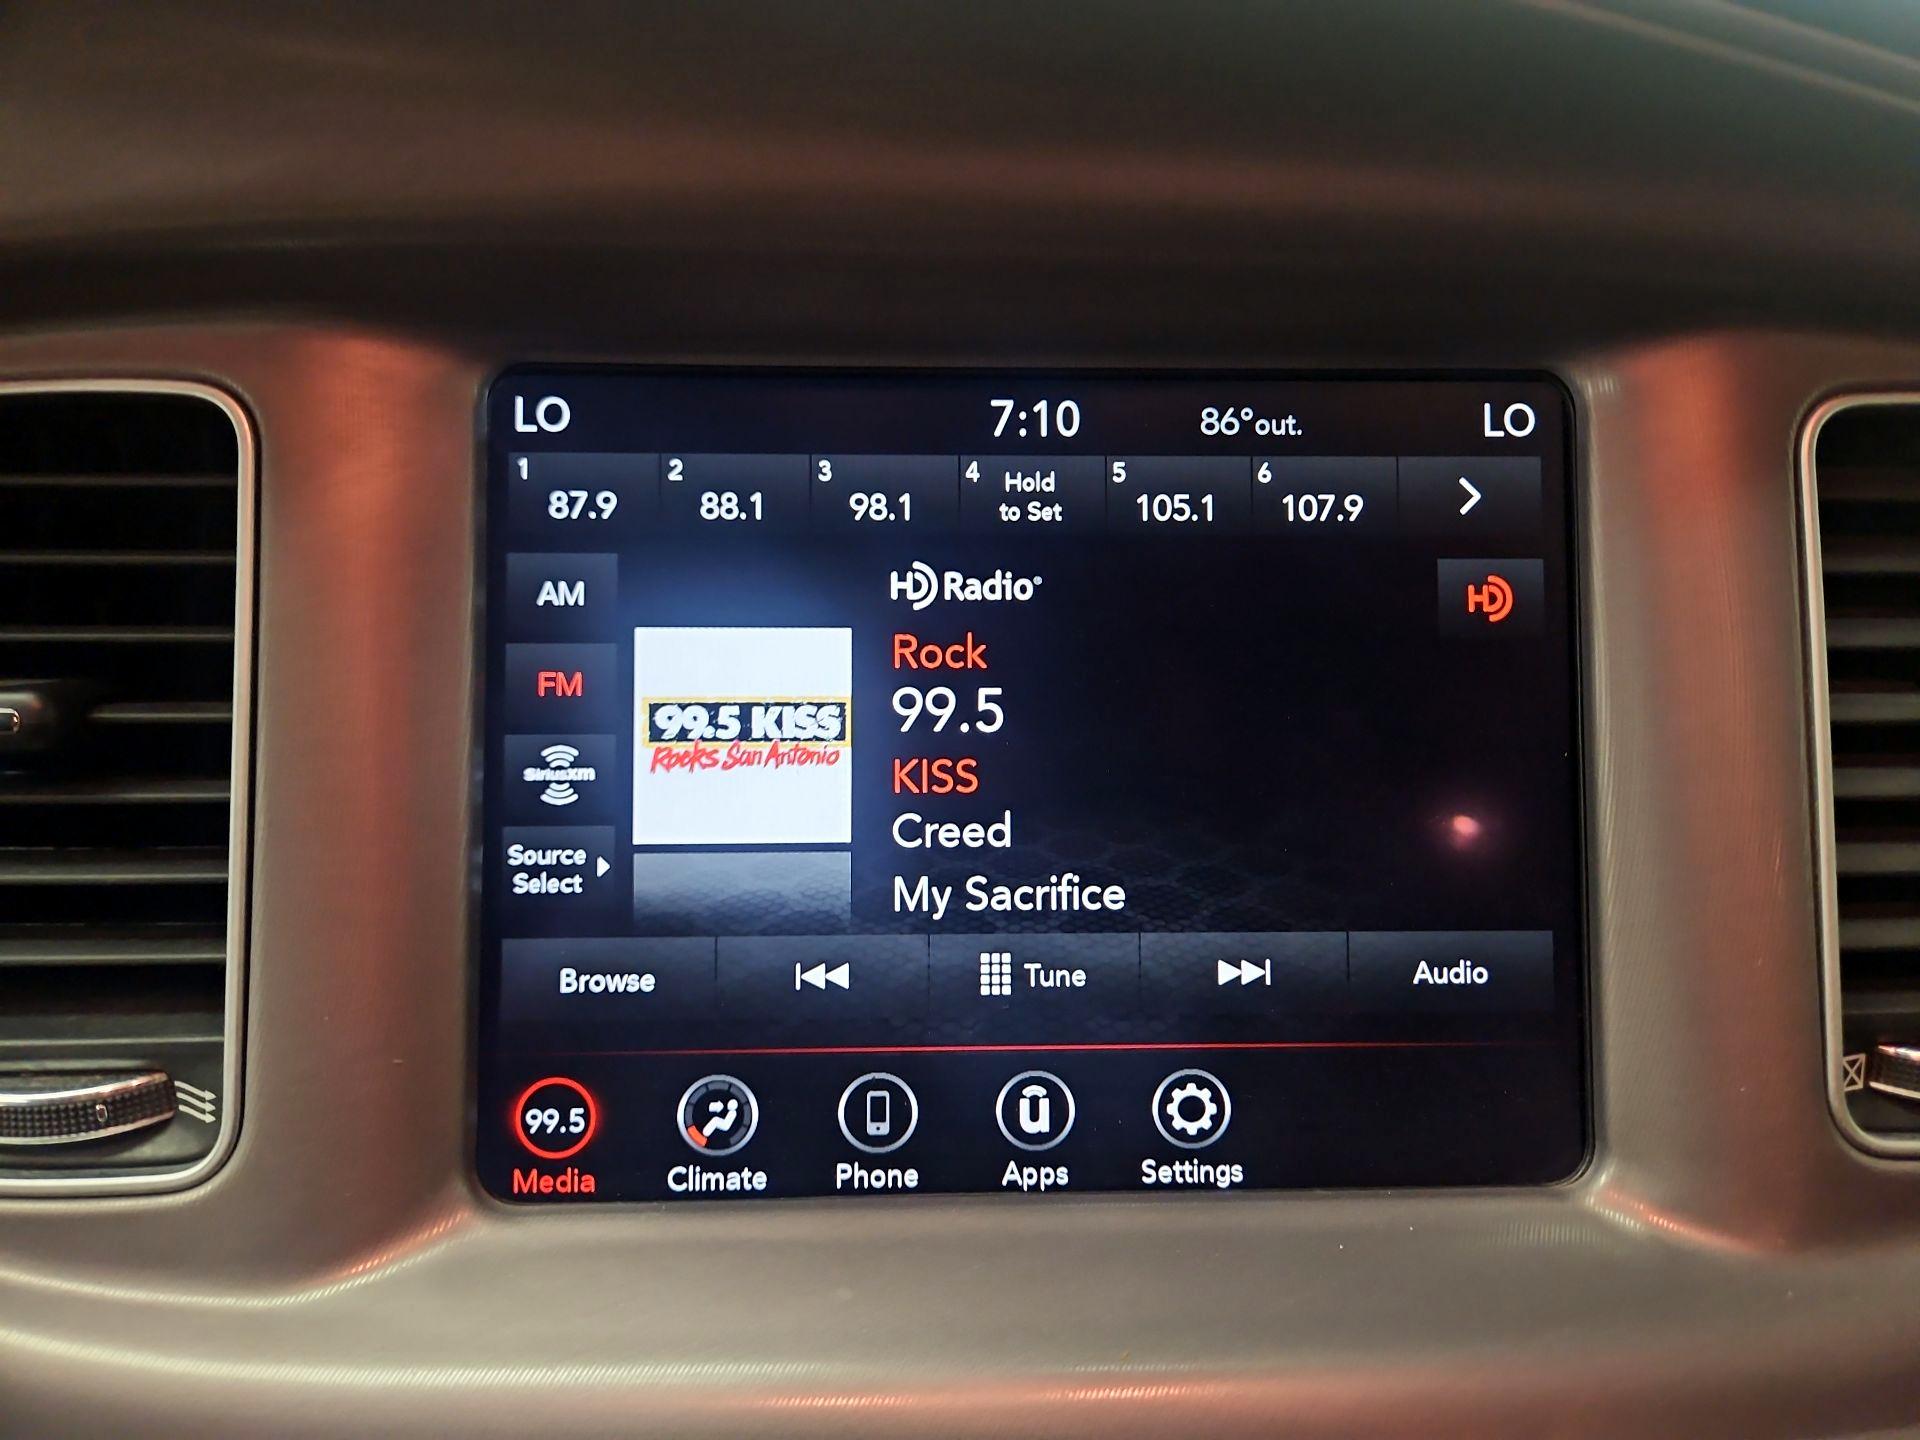 LO 7:10 86°out. LO
1 87.9 2 88.1 3 98.1 4 Hold to Set 5 105.1 6 107.9
AM
FM
SiriusXM
Source
Select
99.5 KISS
Rocks San Antonio
HD Radio®
HD
Rock
99.5
KISS
Creed
My Sacrifice
Browse Tune Audio
99.5 u
Media Climate Phone Apps Settings